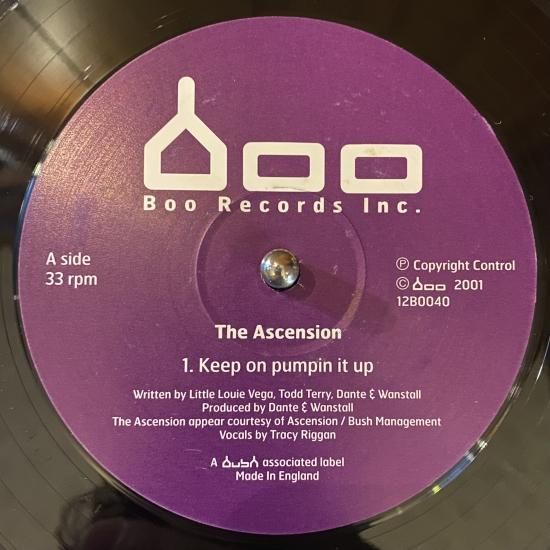 boo
Boo Records Inc.
A side
33 rpm
℗ Copyright Control
© boo 2001
12BOO40
The Ascension
1. Keep on pumpin it up
Written by Little Louie Vega, Todd Terry, Dante & Wanstall
Produced by Dante & Wanstall
The Ascension appear courtesy of Ascension / Bush Management
Vocals by Tracy Riggan
A bush associated label
Made In England